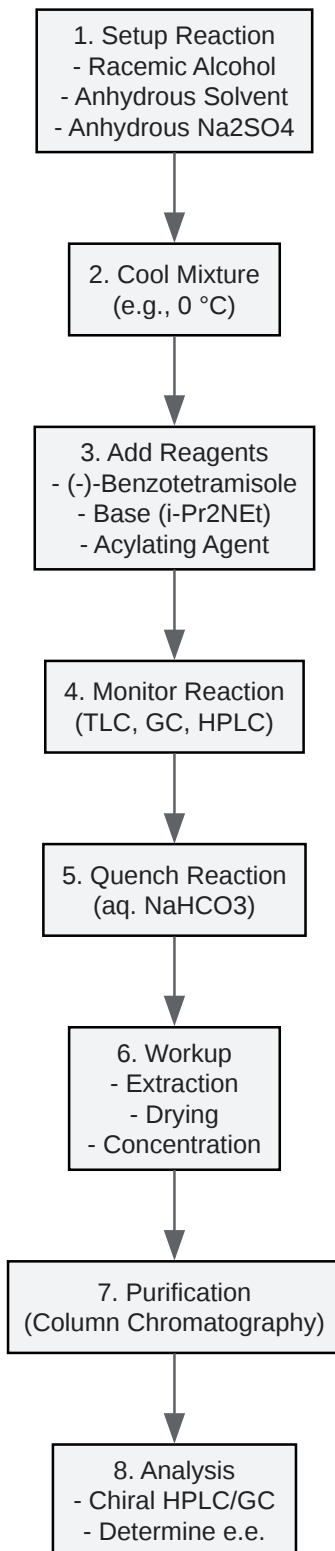 1. Setup Reaction
- Racemic Alcohol
- Anhydrous Solvent
- Anhydrous Na2SO4
2. Cool Mixture
(e.g., 0 °C)
3. Add Reagents
- (-)-Benzotetramisole
- Base (i-Pr2NEt)
- Acylating Agent
4. Monitor Reaction
(TLC, GC, HPLC)
5. Quench Reaction
(aq. NaHCO3)
6. Workup
- Extraction
- Drying
- Concentration
7. Purification
(Column Chromatography)
8. Analysis
- Chiral HPLC/GC
- Determine e.e.